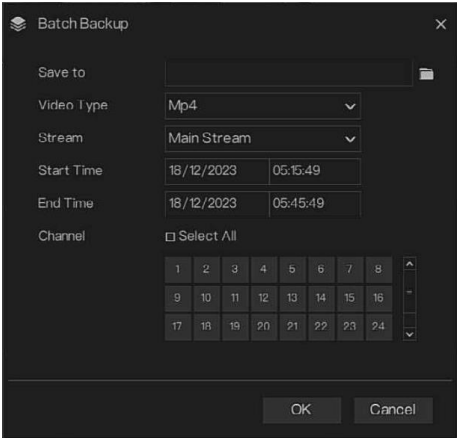 Batch Backup
Save to
Video Type Mp4
Stream Main Stream
Start Time 18/12/2023 05:15:49
End Time 18/12/2023 05:45:49
Channel Select All
1 2 3 4 5 6 7 8
9 10 11 12 13 14 15 16
17 18 19 20 21 22 23 24
OK Cancel